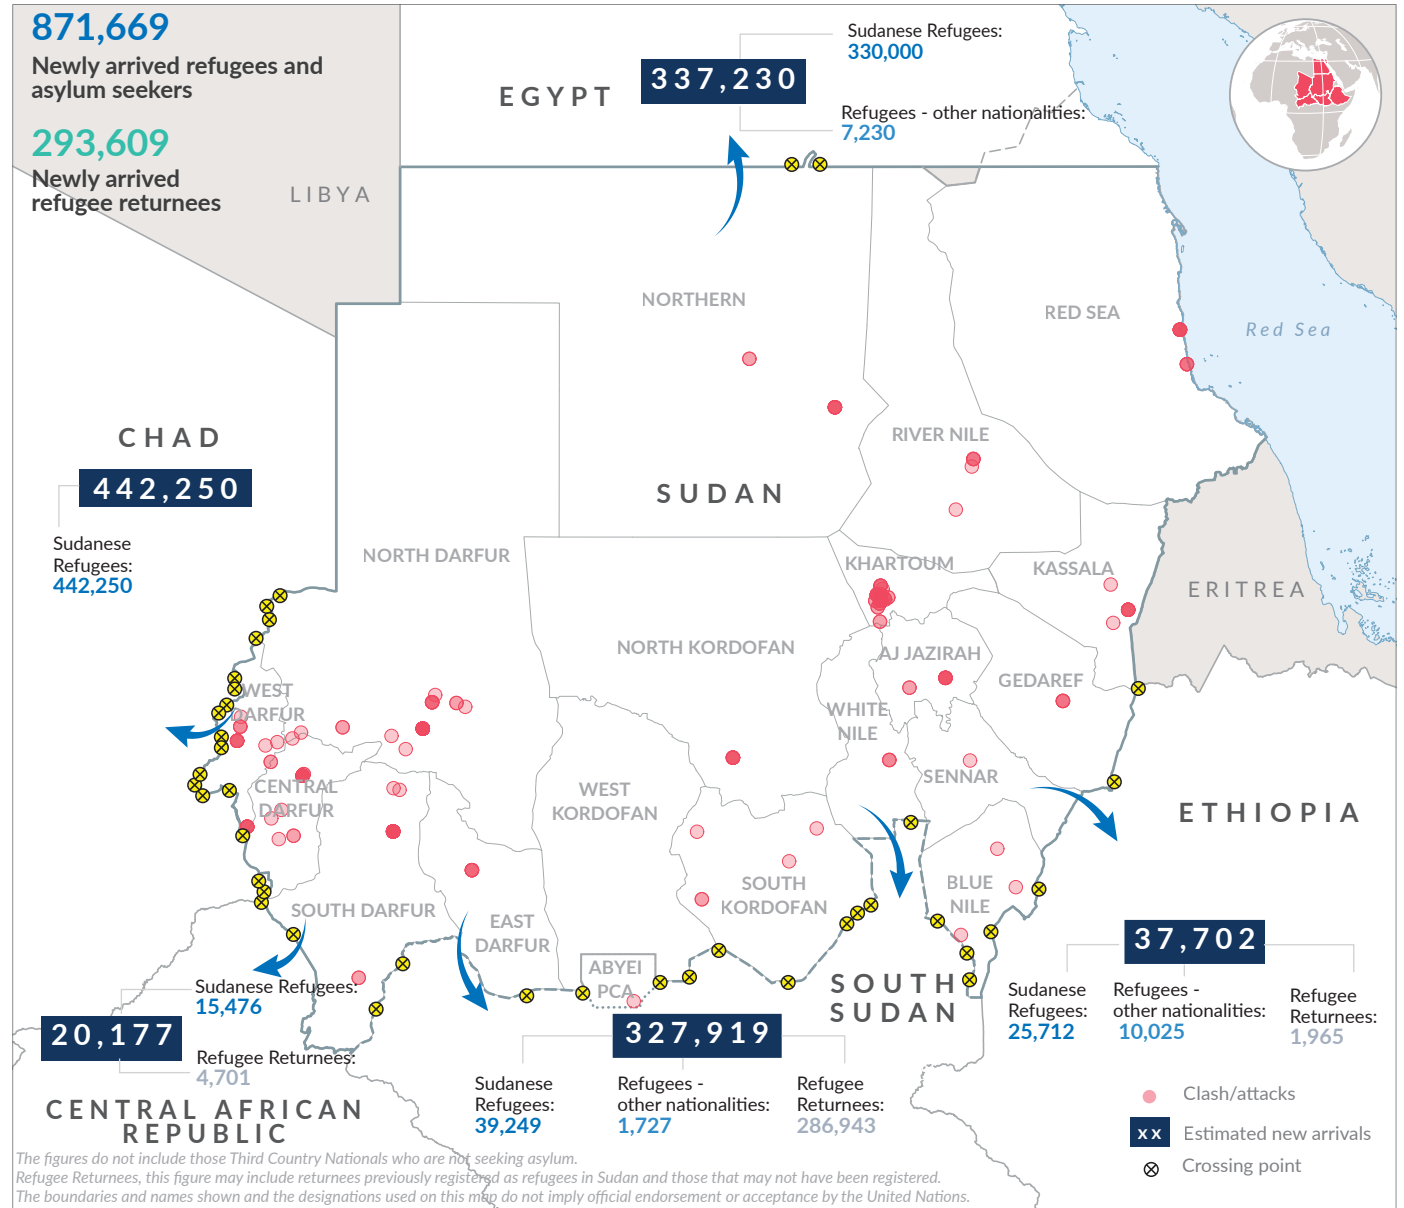 871,669
Newly arrived refugees and
asylum seekers
293,609
Newly arrived
refugee returnees
LIBYA
EGYPT
337,230
Sudanese Refugees:
330,000
Refugees - other nationalities:
7,230
NORTHERN
RED SEA
Red Sea
CHAD
442,250
Sudanese
Refugees:
442,250
RIVER NILE
SUDAN
NORTH DARFUR
KHARTOUM
KASSALA
ERITREA
NORTH KORDOFAN
AJ JAZIRAH
GEDAREF
WEST
DARFUR
WHITE
NILE
SENNAR
CENTRAL
DARFUR
WEST
KORDOFAN
ETHIOPIA
SOUTH
KORDOFAN
BLUE
NILE
SOUTH DARFUR
EAST
DARFUR
ABYEI
PCA
SOUTH
SUDAN
37,702
Sudanese
Refugees:
25,712
Refugees -
other nationalities:
10,025
Refugee
Returnees:
1,965
Sudanese Refugees:
15,476
20,177
Refugee Returnees:
4,701
CENTRAL AFRICAN
REPUBLIC
327,919
Sudanese
Refugees:
39,249
Refugees -
other nationalities:
1,727
Refugee
Returnees:
286,943
Clash/attacks
xx Estimated new arrivals
Crossing point
The figures do not include those Third Country Nationals who are not seeking asylum.
Refugee Returnees, this figure may include returnees previously registered as refugees in Sudan and those that may not have been registered.
The boundaries and names shown and the designations used on this map do not imply official endorsement or acceptance by the United Nations.